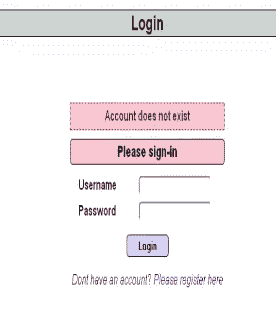 Login
Account does not exist
Please sign-in
Username
Password
Login
Dont have an account? Please register here